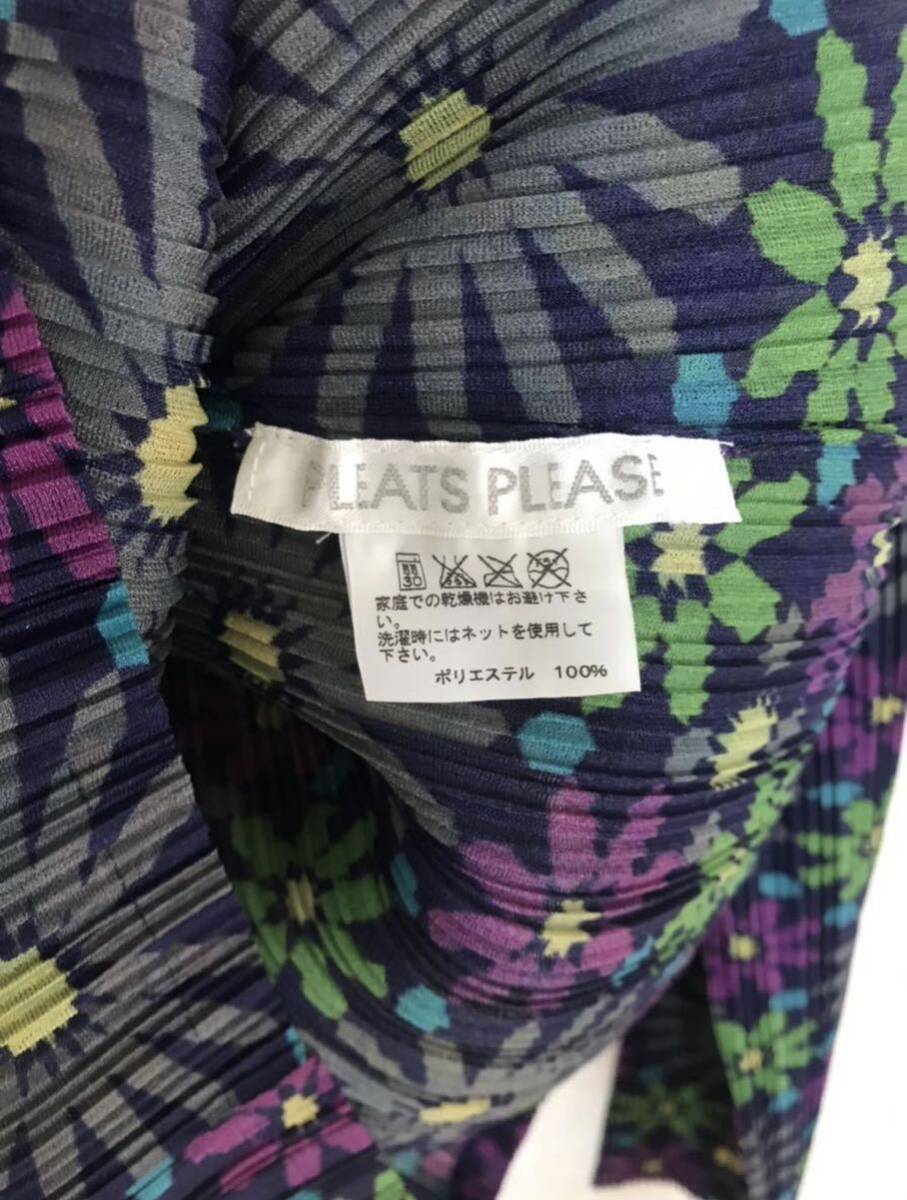 PLEATS PLEASE
弱
30
家庭での乾燥機はお避け下さ
い。
洗濯時にはネットを使用して
下さい。
ポリエステル 100%